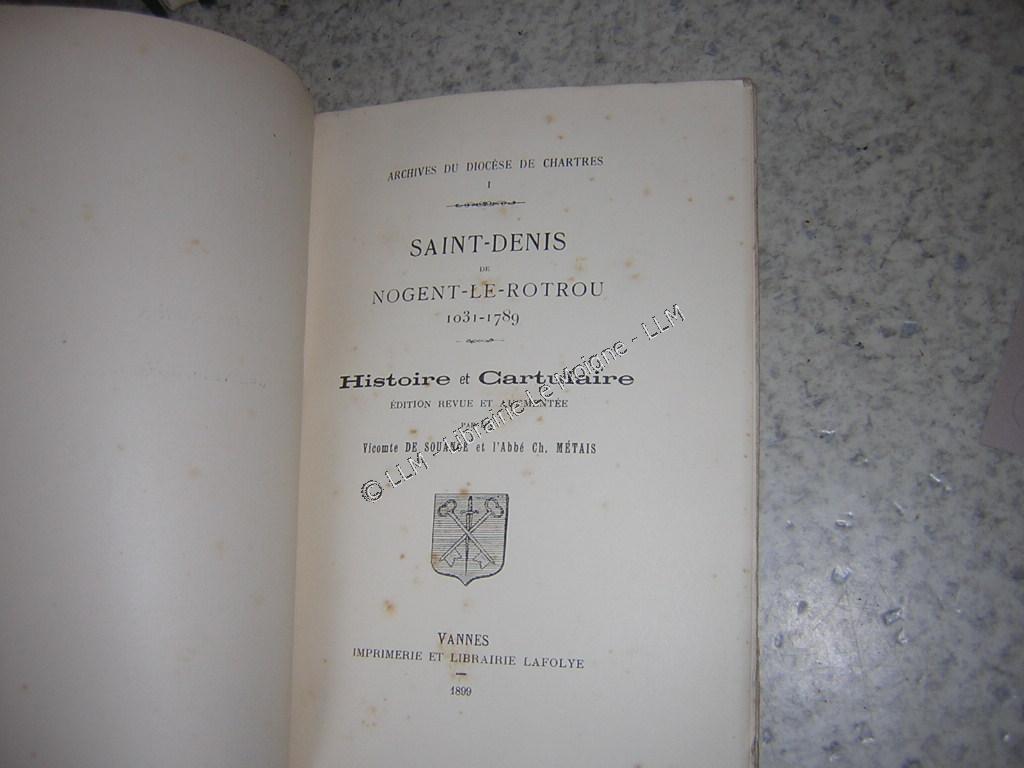 ARCHIVES DU DIOCÈSE DE CHARTRES
I
SAINT-DENIS
DE
NOGENT-LE-ROTROU
1031-1789
Histoire et Cartulaire
ÉDITION REVUE ET AUGMENTÉE
PAR
Vicomte DE SOUANCÉ et l'Abbé Ch. MÉTAIS
VANNES
IMPRIMERIE ET LIBRAIRIE LAFOLYE
1899
© LLM - Librairie Le Moigne - LLM